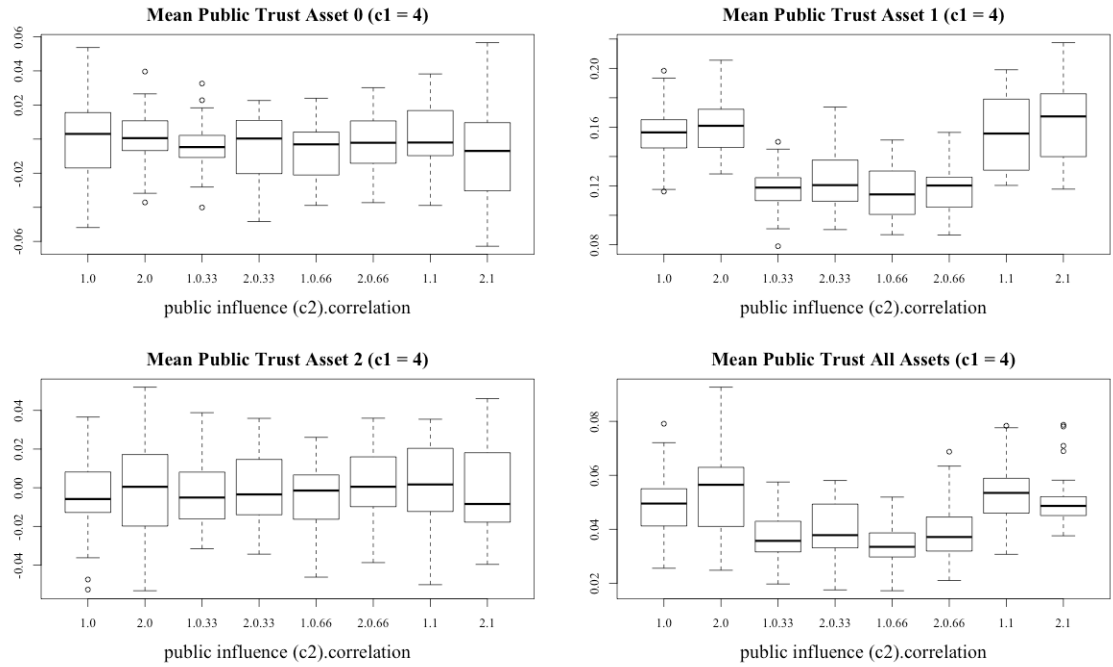 Mean Public Trust Asset 0 (c1 = 4)
0.06
0.04
0.02
-0.02
-0.06
1.0 2.0 1.0.33 2.0.33 1.0.66 2.0.66 1.1 2.1
public influence (c2).correlation
Mean Public Trust Asset 1 (c1 = 4)
0.20
0.16
0.12
0.08
1.0 2.0 1.0.33 2.0.33 1.0.66 2.0.66 1.1 2.1
public influence (c2).correlation
Mean Public Trust Asset 2 (c1 = 4)
0.04
0.02
0.00
-0.02
-0.04
1.0 2.0 1.0.33 2.0.33 1.0.66 2.0.66 1.1 2.1
public influence (c2).correlation
Mean Public Trust All Assets (c1 = 4)
0.08
0.06
0.04
0.02
1.0 2.0 1.0.33 2.0.33 1.0.66 2.0.66 1.1 2.1
public influence (c2).correlation